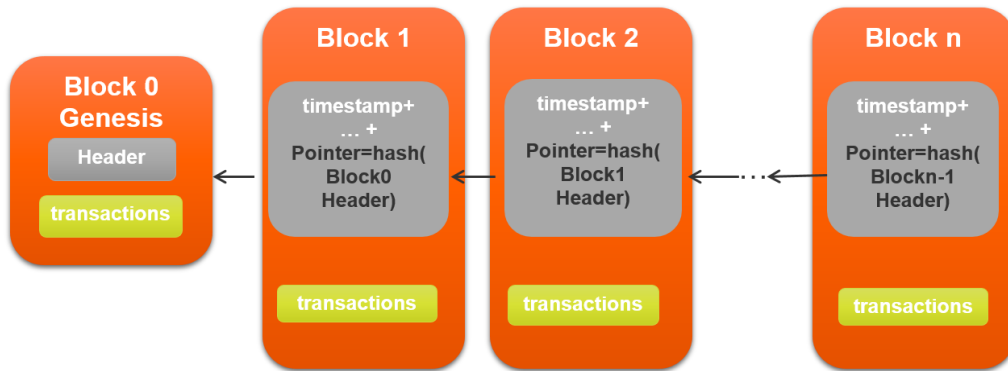 Block 0
Genesis
Header
transactions
Block 1
timestamp+
... +
Pointer=hash(
Block0
Header)
transactions
Block 2
timestamp+
... +
Pointer=hash(
Block1
Header)
transactions
...
Block n
timestamp+
... +
Pointer=hash(
Blockn-1
Header)
transactions